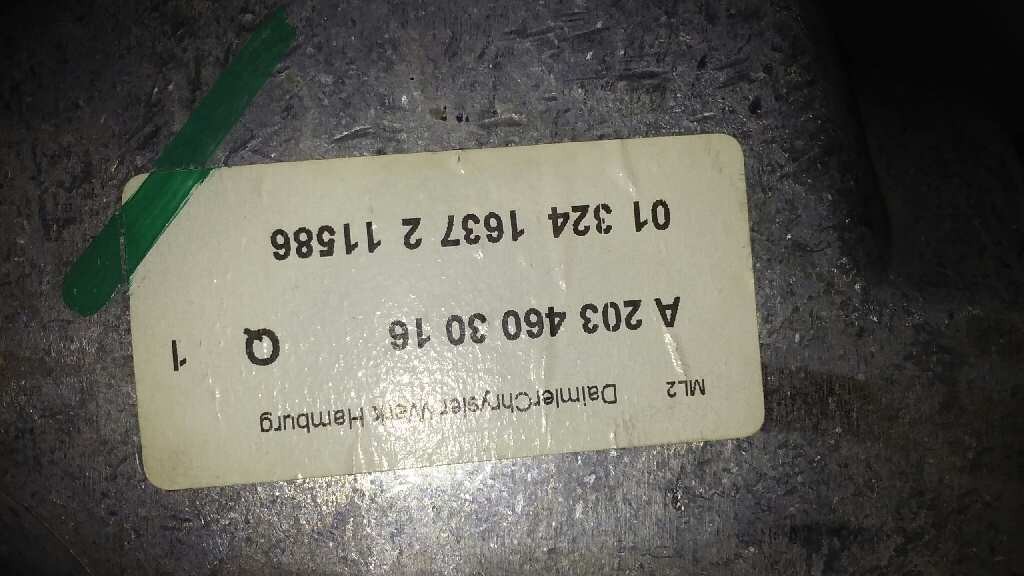 ML2 DaimlerChrysler Werk Hamburg
A 203 460 30 16 Q 1
01 324 1637 2 11586